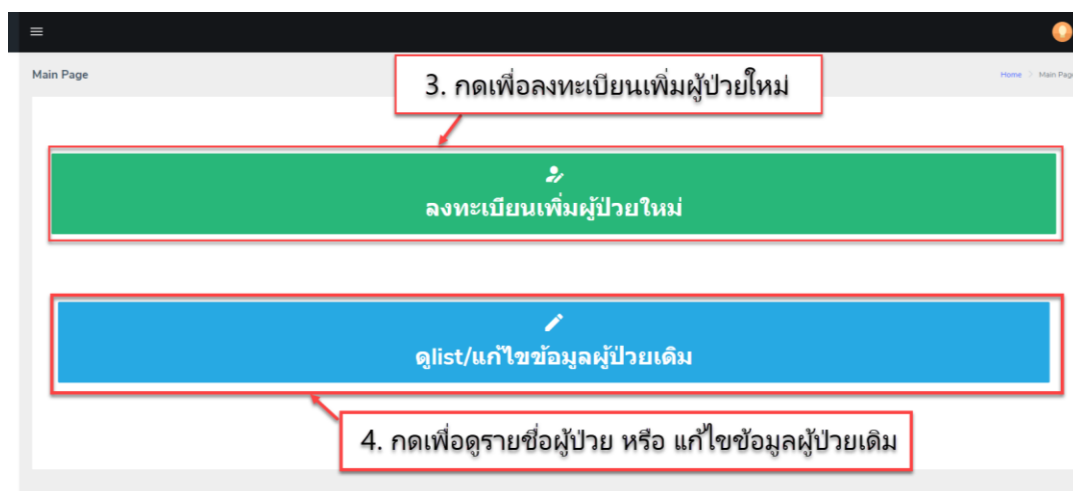 Main Page
Home > Main Page
3. กดเพื่อลงทะเบียนเพิ่มผู้ป่วยใหม่
ลงทะเบียนเพิ่มผู้ป่วยใหม่
ดูlist/แก้ไขข้อมูลผู้ป่วยเดิม
4. กดเพื่อดูรายชื่อผู้ป่วย หรือ แก้ไขข้อมูลผู้ป่วยเดิม